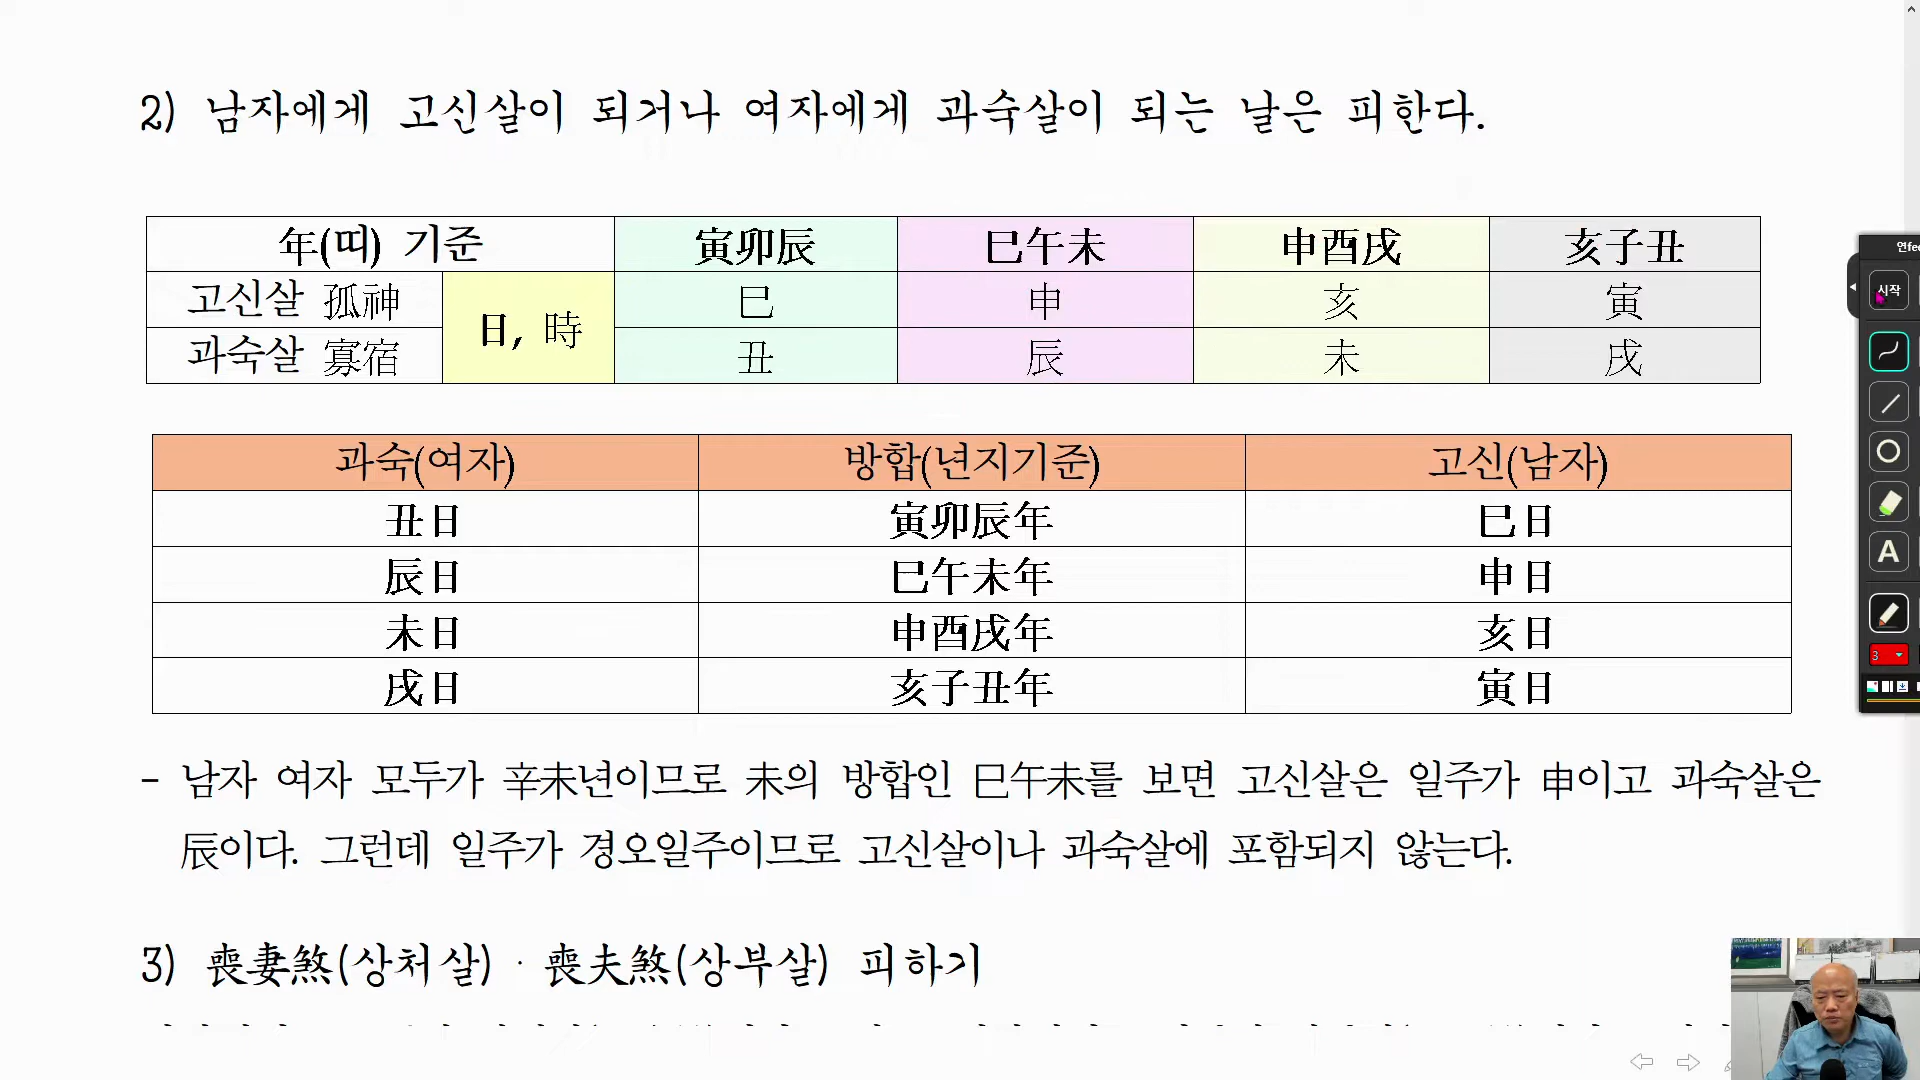 2) 남자에게 고신살이 되거나 여자에게 과숙살이 되는 날은 피한다.
年(띠) 기준 寅卯辰 巳午未 申酉戌 亥子丑
고신살 孤神 日, 時 巳 申 亥 寅
과숙살 寡宿 丑 辰 未 戌
과숙(여자) 방합(년지기준) 고신(남자)
丑日 寅卯辰年 巳日
辰日 巳午未年 申日
未日 申酉戌年 亥日
戌日 亥子丑年 寅日
- 남자 여자 모두가 辛未년이므로 未의 방합인 巳午未를 보면 고신살은 일주가 申이고 과숙살은
辰이다. 그런데 일주가 경오일주이므로 고신살이나 과숙살에 포함되지 않는다.
3) 喪妻煞(상처살)·喪夫煞(상부살) 피하기
연fee
시작
A
3